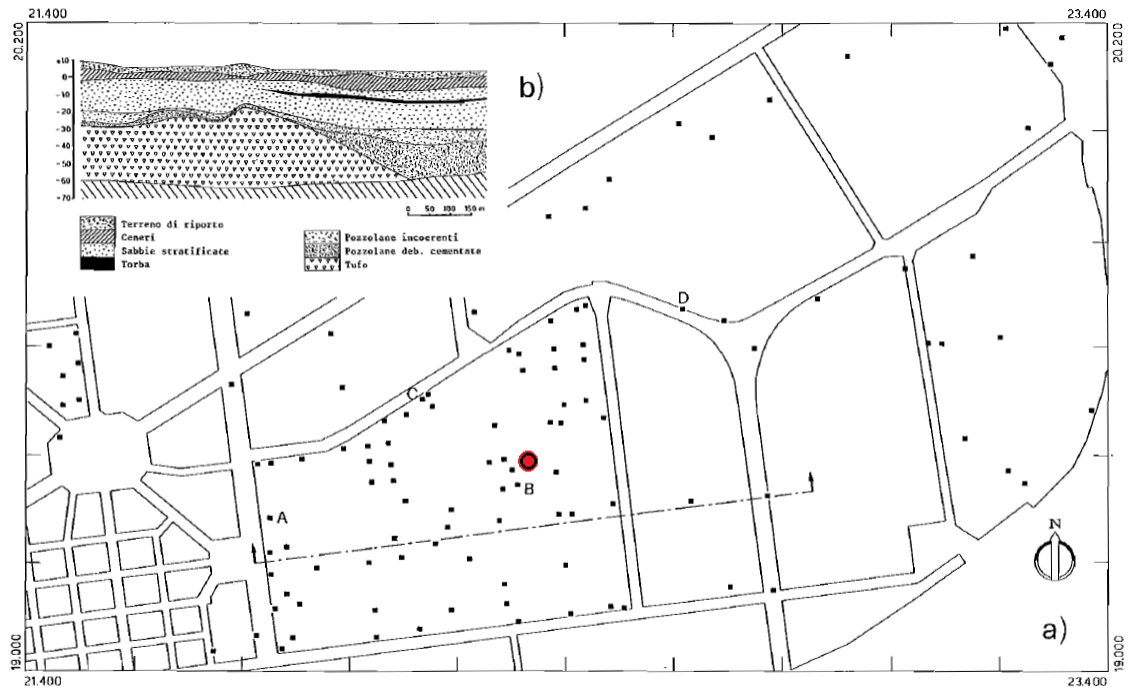 21.400
23.400
20.200
20.200
+10
0
-10
-20
-30
-40
-50
-60
-70
b)
0 50 100 150 m
Terreno di riporto
Ceneri
Sabbie stratificate
Torba
Pozzolane incoerenti
Pozzolane deb. cementate
Tufo
D
C
B
A
N
a)
19.000
19.000
21.400
23.400